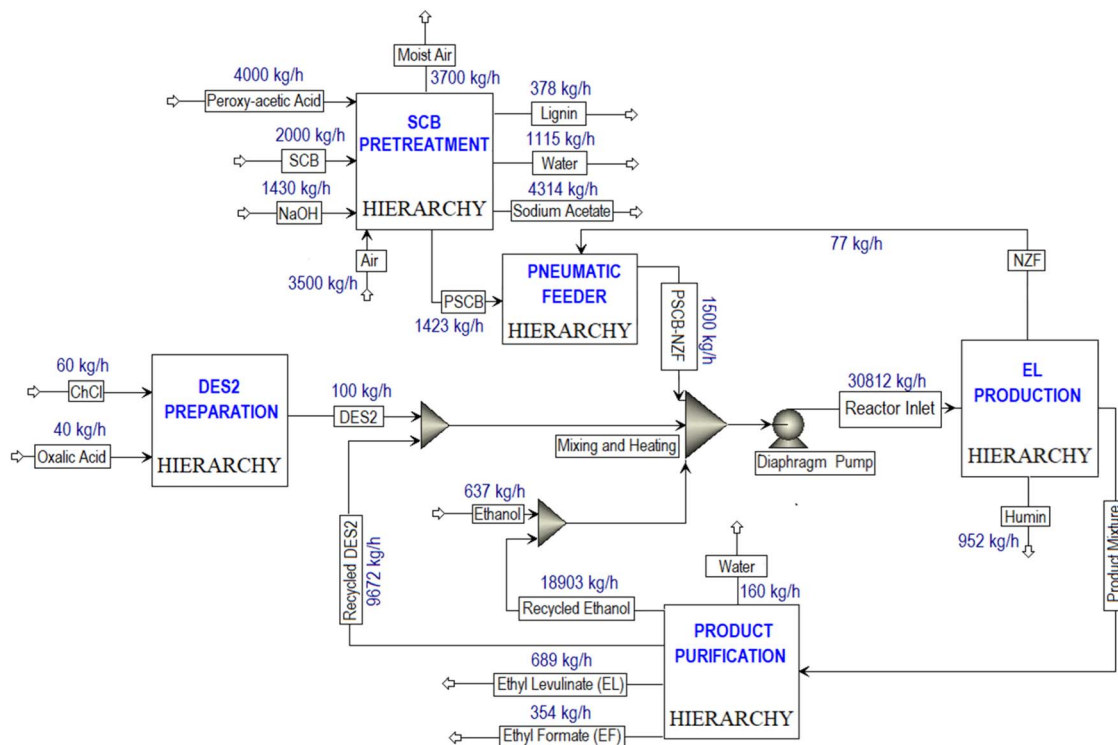 Moist Air
3700 kg/h
4000 kg/h
Peroxy-acetic Acid
2000 kg/h
SCB
1430 kg/h
NaOH
Air
3500 kg/h
SCB
PRETREATMENT
HIERARCHY
378 kg/h
Lignin
1115 kg/h
Water
4314 kg/h
Sodium Acetate
PSCB
1423 kg/h
PNEUMATIC
FEEDER
HIERARCHY
PSCB-NZF
1500 kg/h
77 kg/h
NZF
60 kg/h
ChCl
40 kg/h
Oxalic Acid
DES2
PREPARATION
HIERARCHY
100 kg/h
DES2
Mixing and Heating
Diaphragm Pump
30812 kg/h
Reactor Inlet
EL
PRODUCTION
HIERARCHY
Humin
952 kg/h
Product Mixture
637 kg/h
Ethanol
Recycled DES2
9672 kg/h
18903 kg/h
Recycled Ethanol
Water
160 kg/h
PRODUCT
PURIFICATION
HIERARCHY
689 kg/h
Ethyl Levulinate (EL)
354 kg/h
Ethyl Formate (EF)